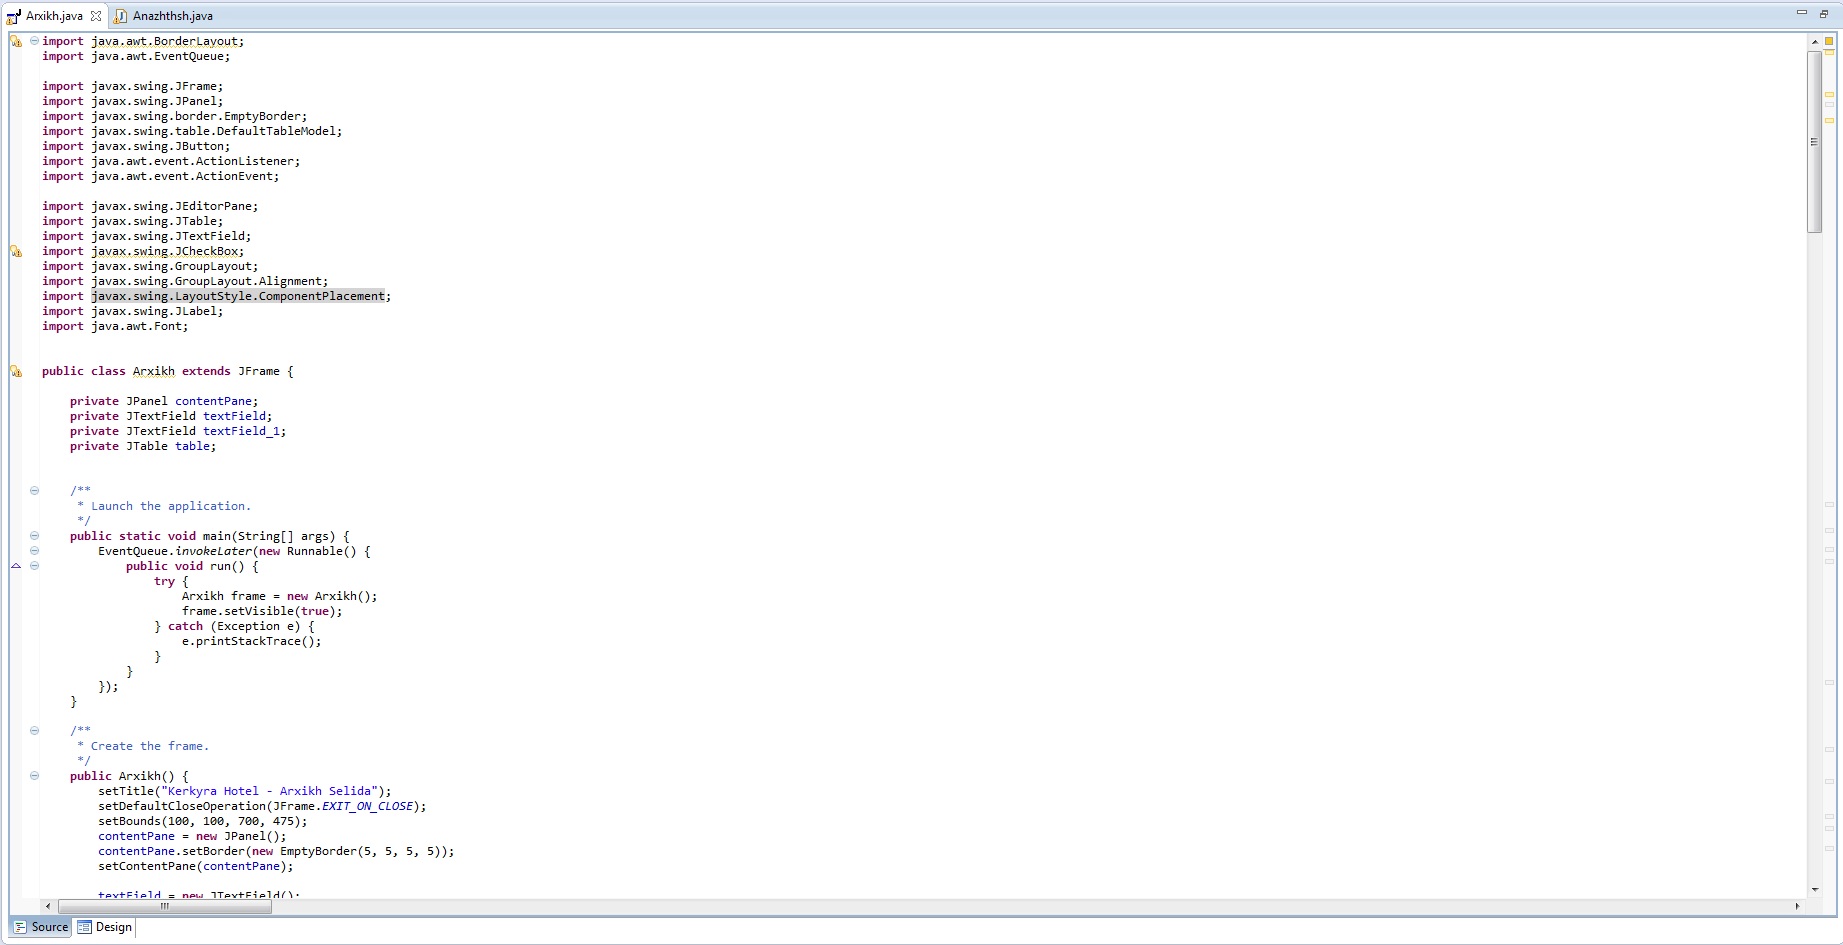 Arxikh.java Anazhthsh.java
import java.awt.BorderLayout;
import java.awt.EventQueue;
import javax.swing.JFrame;
import javax.swing.JPanel;
import javax.swing.border.EmptyBorder;
import javax.swing.table.DefaultTableModel;
import javax.swing.JButton;
import java.awt.event.ActionListener;
import java.awt.event.ActionEvent;
import javax.swing.JEditorPane;
import javax.swing.JTable;
import javax.swing.JTextField;
import javax.swing.JCheckBox;
import javax.swing.GroupLayout;
import javax.swing.GroupLayout.Alignment;
import javax.swing.LayoutStyle.ComponentPlacement;
import javax.swing.JLabel;
import java.awt.Font;
public class Arxikh extends JFrame {
private JPanel contentPane;
private JTextField textField;
private JTextField textField_1;
private JTable table;
/**
* Launch the application.
*/
public static void main(String[] args) {
EventQueue.invokeLater(new Runnable() {
public void run() {
try {
Arxikh frame = new Arxikh();
frame.setVisible(true);
} catch (Exception e) {
e.printStackTrace();
}
}
});
}
/**
* Create the frame.
*/
public Arxikh() {
setTitle("Kerkyra Hotel - Arxikh Selida");
setDefaultCloseOperation(JFrame.EXIT_ON_CLOSE);
setBounds(100, 100, 700, 475);
contentPane = new JPanel();
contentPane.setBorder(new EmptyBorder(5, 5, 5, 5));
setContentPane(contentPane);
textField = new JTextField();
Source Design